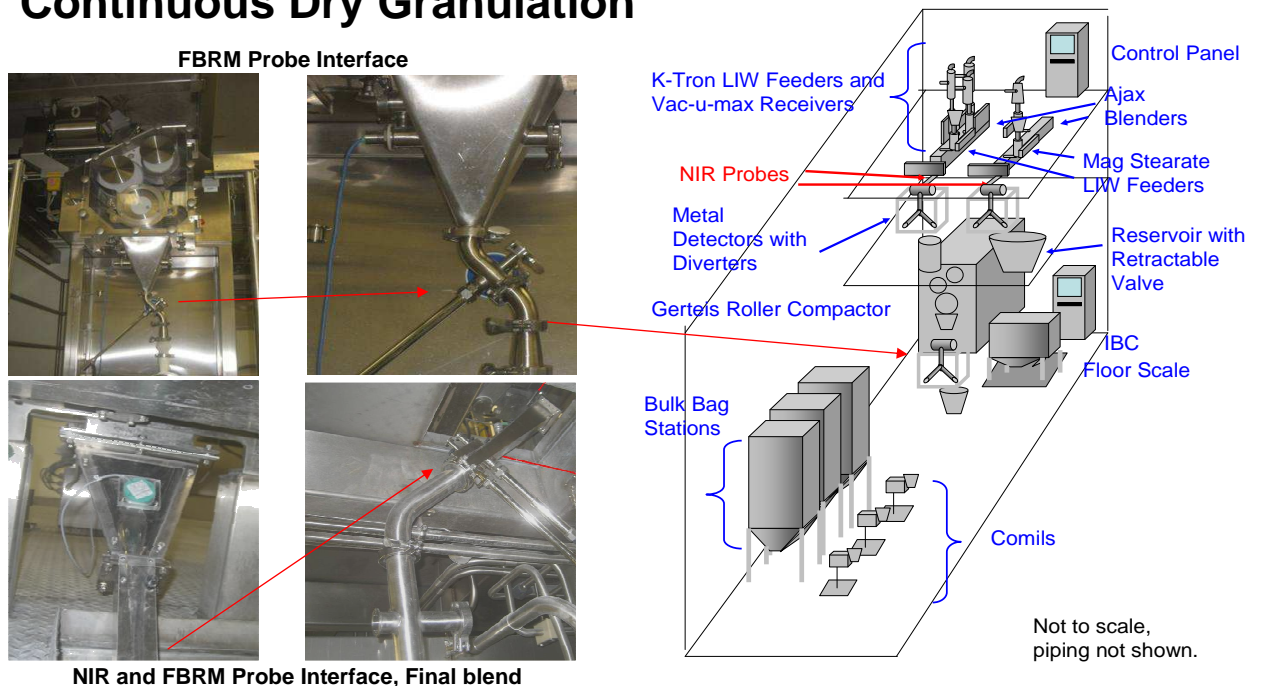 Continuous Dry Granulation
FBRM Probe Interface
K-Tron LIW Feeders and
Vac-u-max Receivers
Control Panel
Ajax
Blenders
NIR Probes
Mag Stearate
LIW Feeders
Metal
Detectors with
Diverters
Reservoir with
Retractable
Valve
Gerteis Roller Compactor
IBC
Floor Scale
Bulk Bag
Stations
Comils
Not to scale,
piping not shown.
NIR and FBRM Probe Interface, Final blend